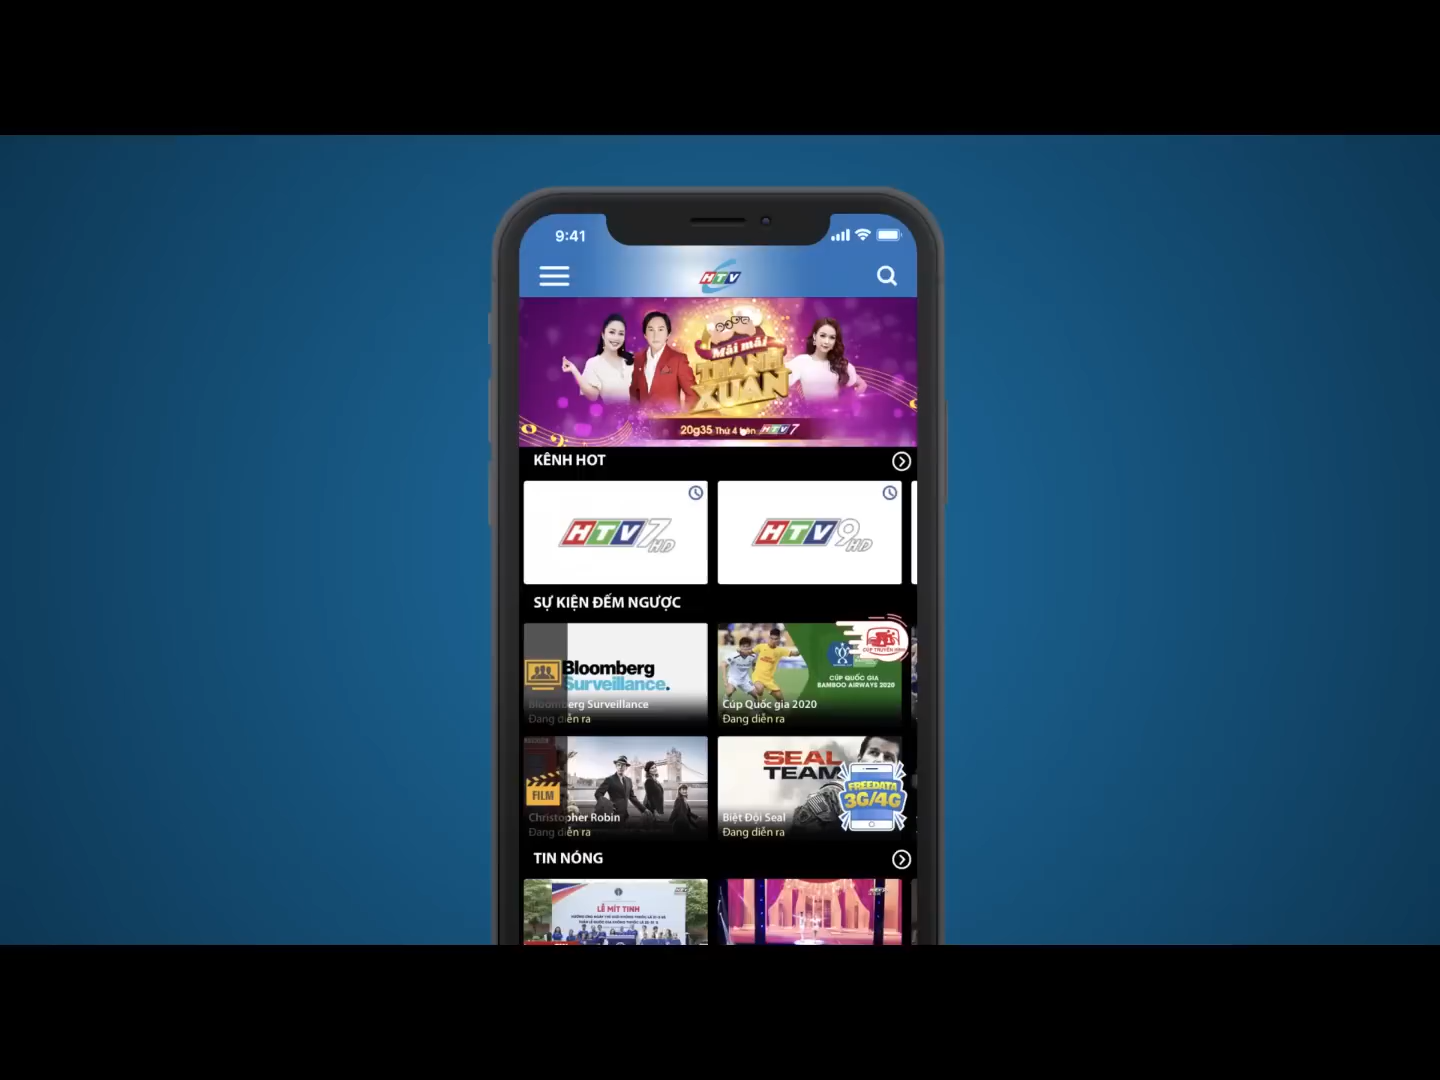 9:41
HTV
Mãi mãi
THANH
XUÂN
20g35 Thứ 4 trên HTV7
KÊNH HOT
HTV7 HD
HTV9 HD
SỰ KIỆN ĐẾM NGƯỢC
Bloomberg
Surveillance.
Bloomberg Surveillance
Đang diễn ra
CÚP TRUYỀN HÌNH
CÚP QUỐC GIA
BAMBOO AIRWAYS 2020
Cúp Quốc gia 2020
Đang diễn ra
FILM
Christopher Robin
Đang diễn ra
SEAL
TEAM
FREEDATA
3G/4G
Biệt Đội Seal
Đang diễn ra
TIN NÓNG
LỄ MÍT TINH